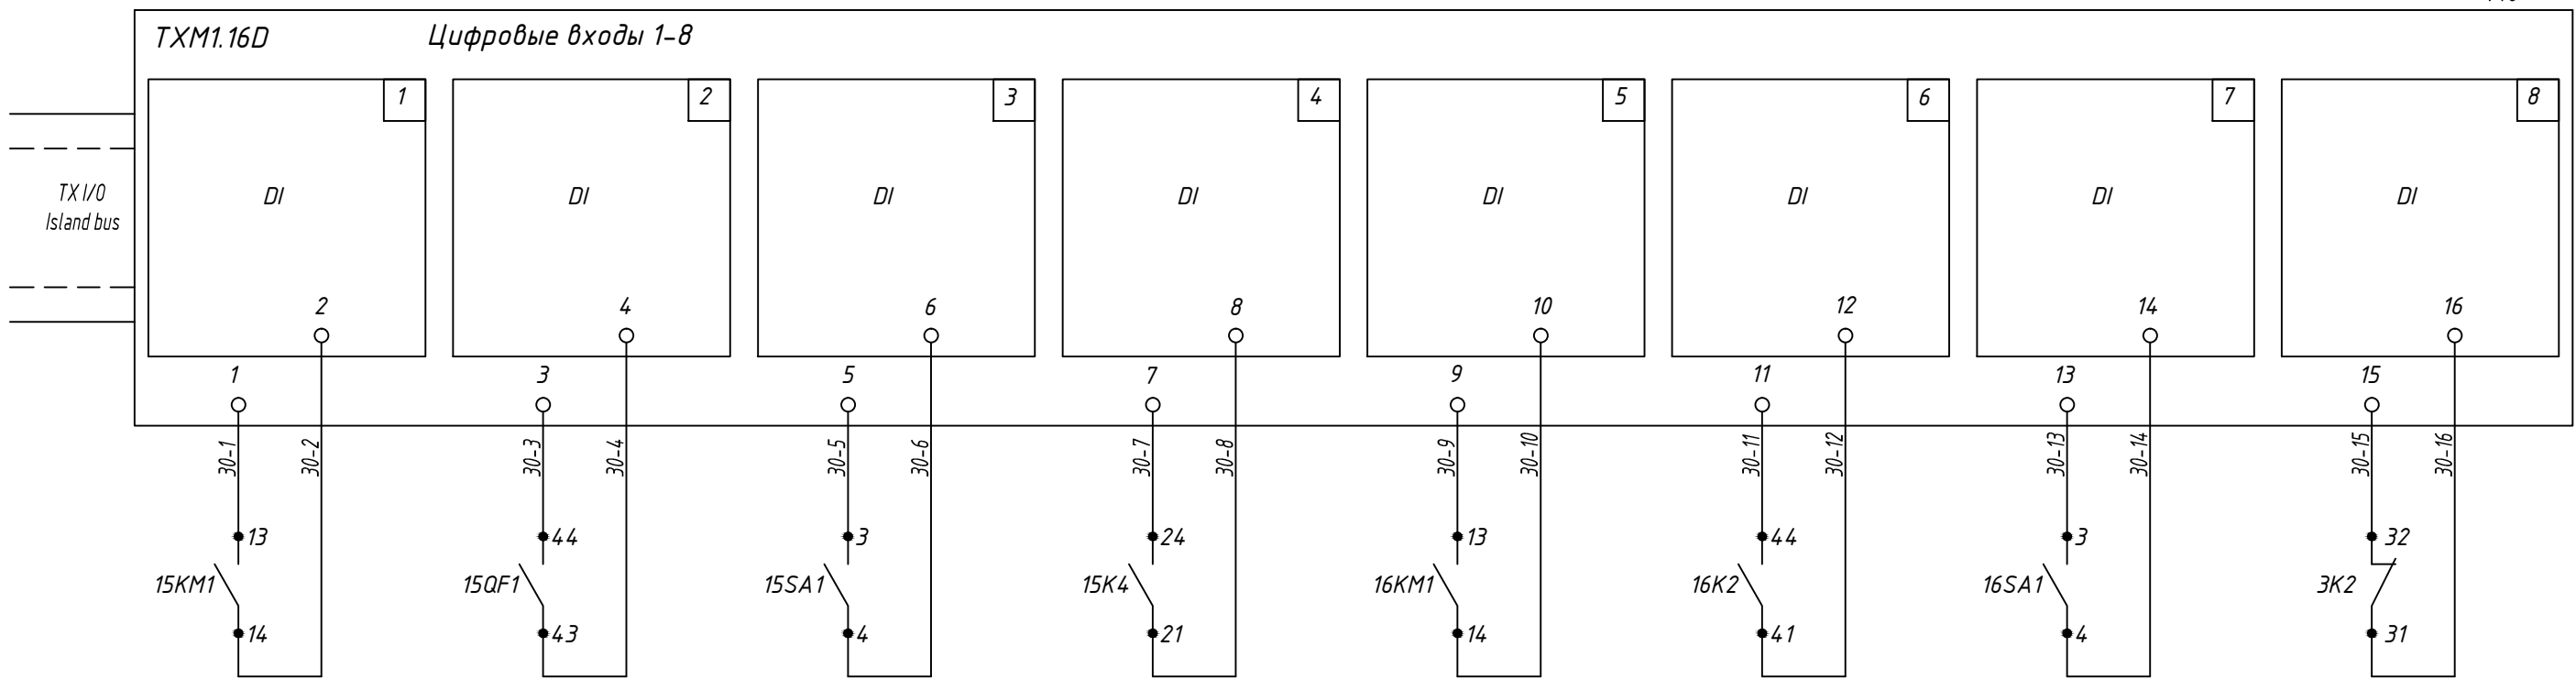 TXM1.16D Цифровые входы 1-8
1 2 3 4 5 6 7 8
TX I/O
Island bus
DI DI DI DI DI DI DI DI
2 4 6 8 10 12 14 16
1 3 5 7 9 11 13 15
30-1 30-2 30-3 30-4 30-5 30-6 30-7 30-8 30-9 30-10 30-11 30-12 30-13 30-14 30-15 30-16
13 44 3 24 13 44 3 32
15KM1 15QF1 15SA1 15K4 16KM1 16K2 16SA1 3K2
14 43 4 21 14 41 4 31